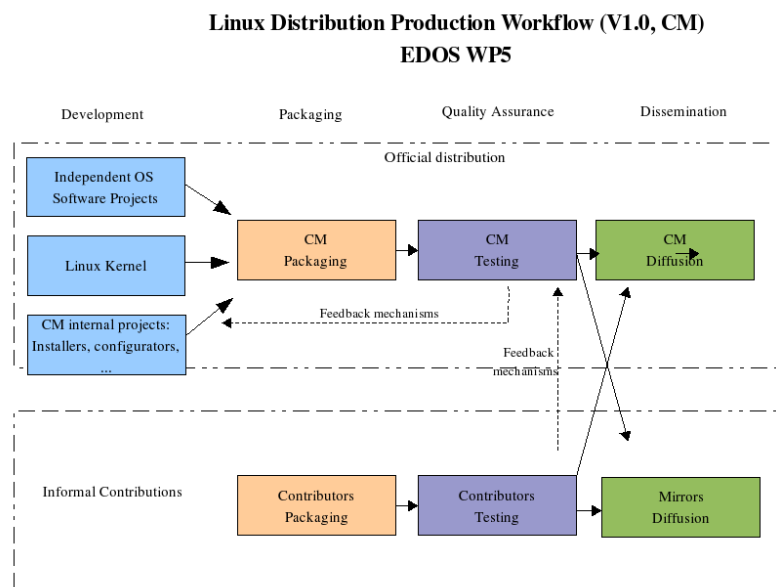 Linux Distribution Production Workflow (V1.0, CM)
EDOS WP5
Development
Packaging
Quality Assurance
Dissemination
Official distribution
Independent OS
Software Projects
Linux Kernel
CM internal projects:
Installers, configurators,
...
CM
Packaging
CM
Testing
CM
Diffusion
Feedback mechanisms
Feedback
mechanisms
Informal Contributions
Contributors
Packaging
Contributors
Testing
Mirrors
Diffusion